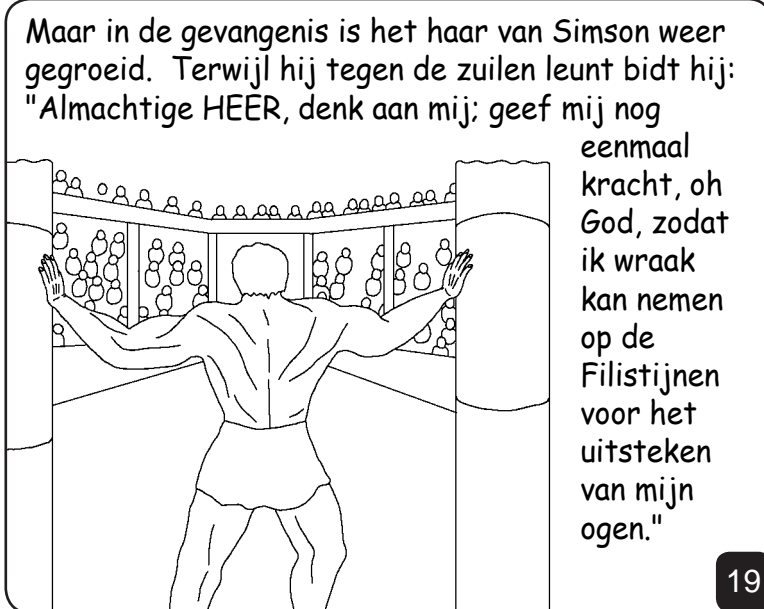 Maar in de gevangenis is het haar van Simson weer
gegroeid.  Terwijl hij tegen de zuilen leunt bidt hij:
"Almachtige HEER, denk aan mij; geef mij nog
eenmaal
kracht, oh
God, zodat
ik wraak
kan nemen
op de
Filistijnen
voor het
uitsteken
van mijn
ogen."
19